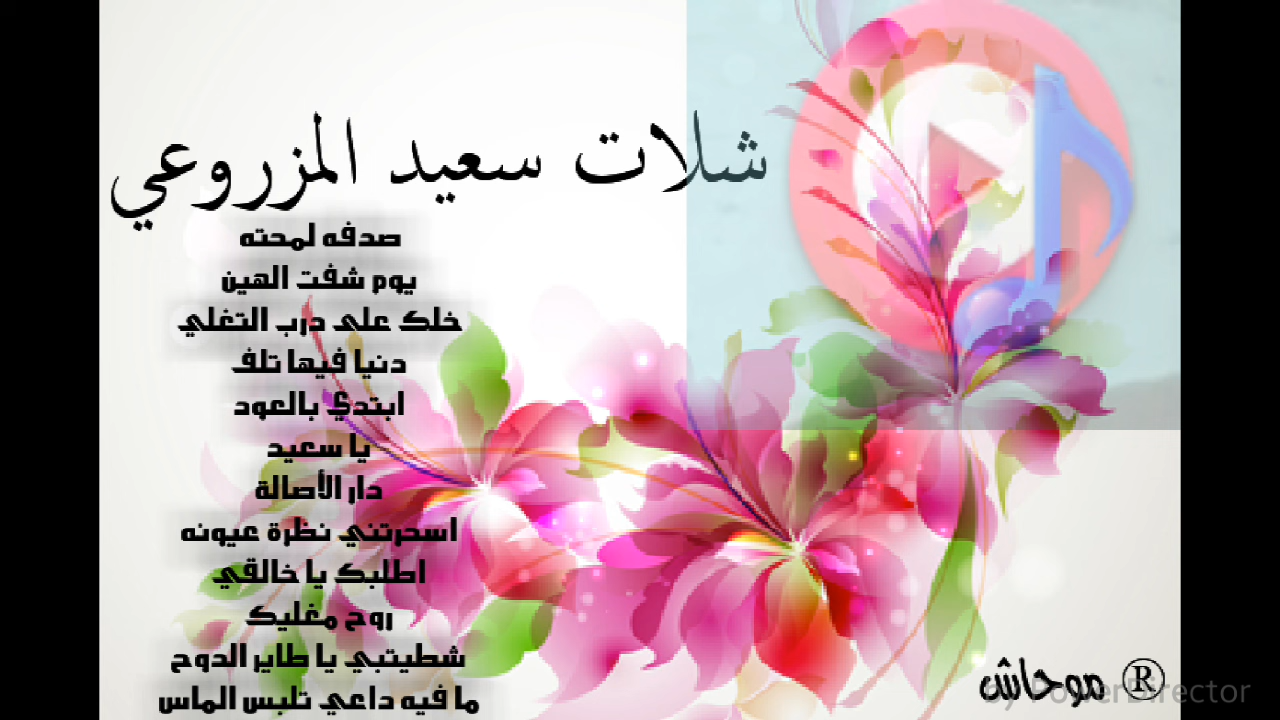 شلات سعيد المزروعي
صدفه لمحته
يوم شفت الهين
خلك على درب التغلي
دنيا فيها تلف
ابتدي بالعود
يا سعيد
دار الأصالة
اسحرتني نظرة عيونه
اطلبك يا خالقي
روح مغليك
شطيتبي يا طاير الدوح
ما فيه داعي تلبس الماس
موحاش ®
by PowerDirector